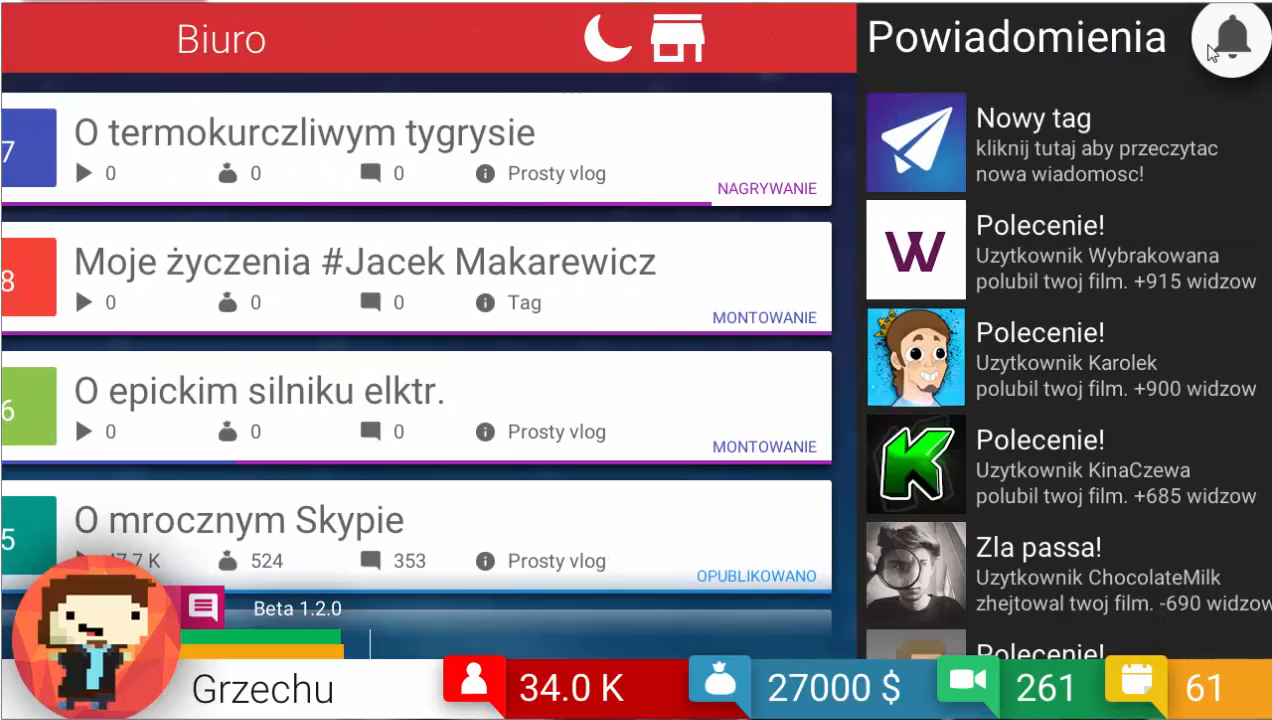 Biuro
Powiadomienia
7
O termokurczliwym tygrysie
0 0 0 Prosty vlog
NAGRYWANIE
8
Moje życzenia #Jacek Makarewicz
0 0 0 Tag
MONTOWANIE
6
O epickim silniku elktr.
0 0 0 Prosty vlog
MONTOWANIE
5
O mrocznym Skypie
47.7 K 524 353 Prosty vlog
OPUBLIKOWANO
Beta 1.2.0
Nowy tag
kliknij tutaj aby przeczytac
nowa wiadomosc!
W
Polecenie!
Uzytkownik Wybrakowana
polubil twoj film. +915 widzow
Polecenie!
Uzytkownik Karolek
polubil twoj film. +900 widzow
K
Polecenie!
Uzytkownik KinaCzewa
polubil twoj film. +685 widzow
Zla passa!
Uzytkownik ChocolateMilk
zhejtowal twoj film. -690 widzow
Polecenie!
Grzechu
34.0 K
27000 $
261
61